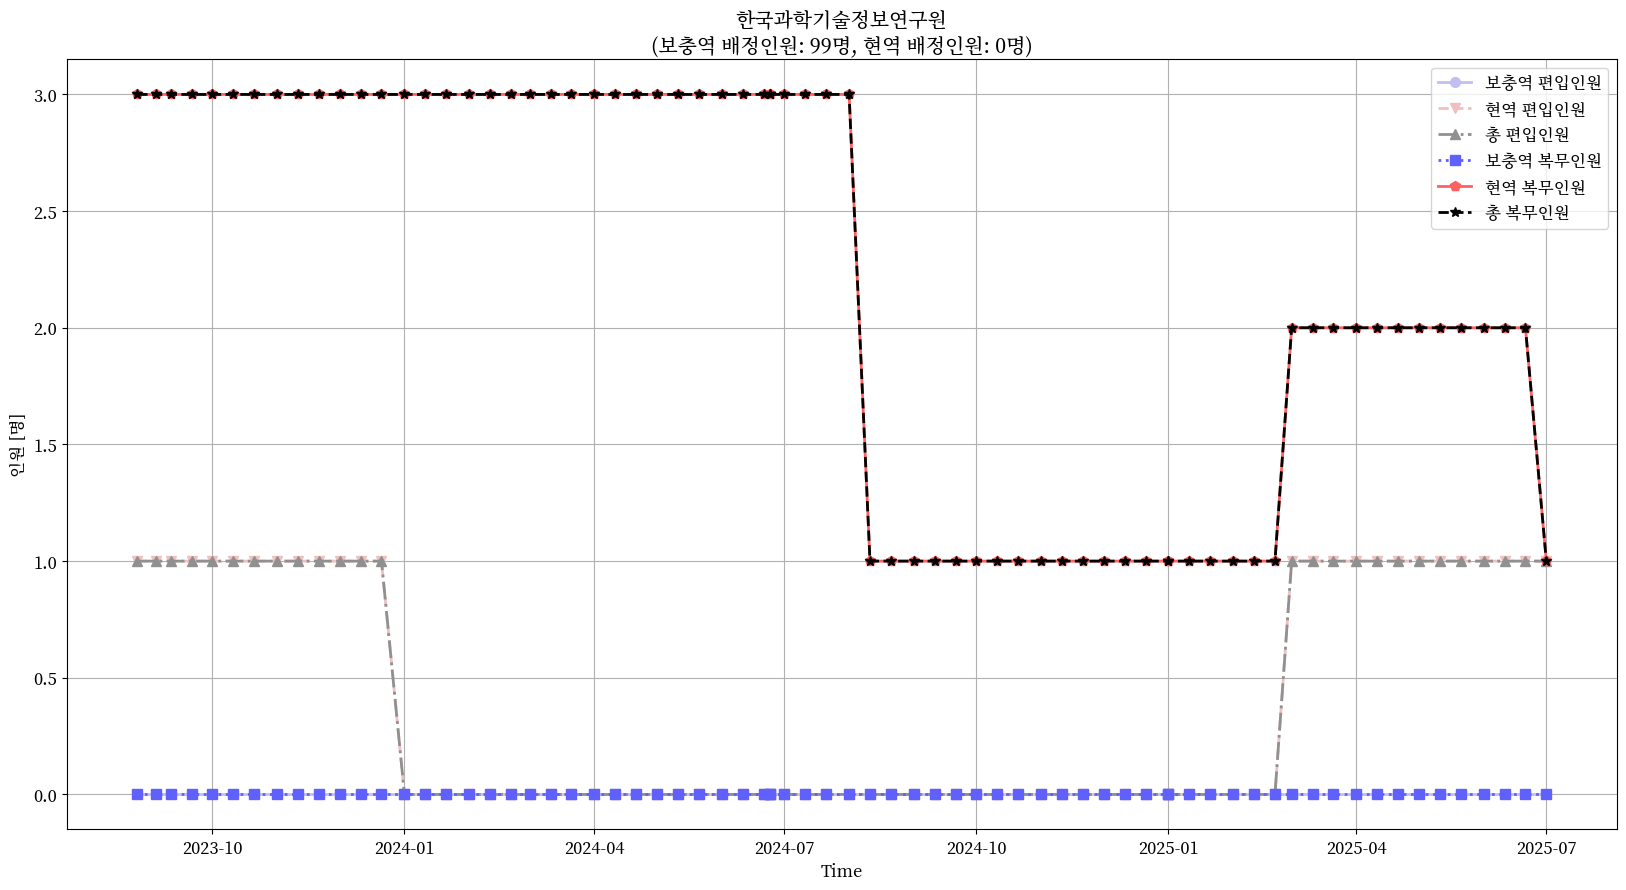 한국과학기술정보연구원
(보충역 배정인원: 99명, 현역 배정인원: 0명)
보충역 편입인원
현역 편입인원
총 편입인원
보충역 복무인원
현역 복무인원
총 복무인원
인원 [명]
3.0
2.5
2.0
1.5
1.0
0.5
0.0
2023-10
2024-01
2024-04
2024-07
2024-10
2025-01
2025-04
2025-07
Time